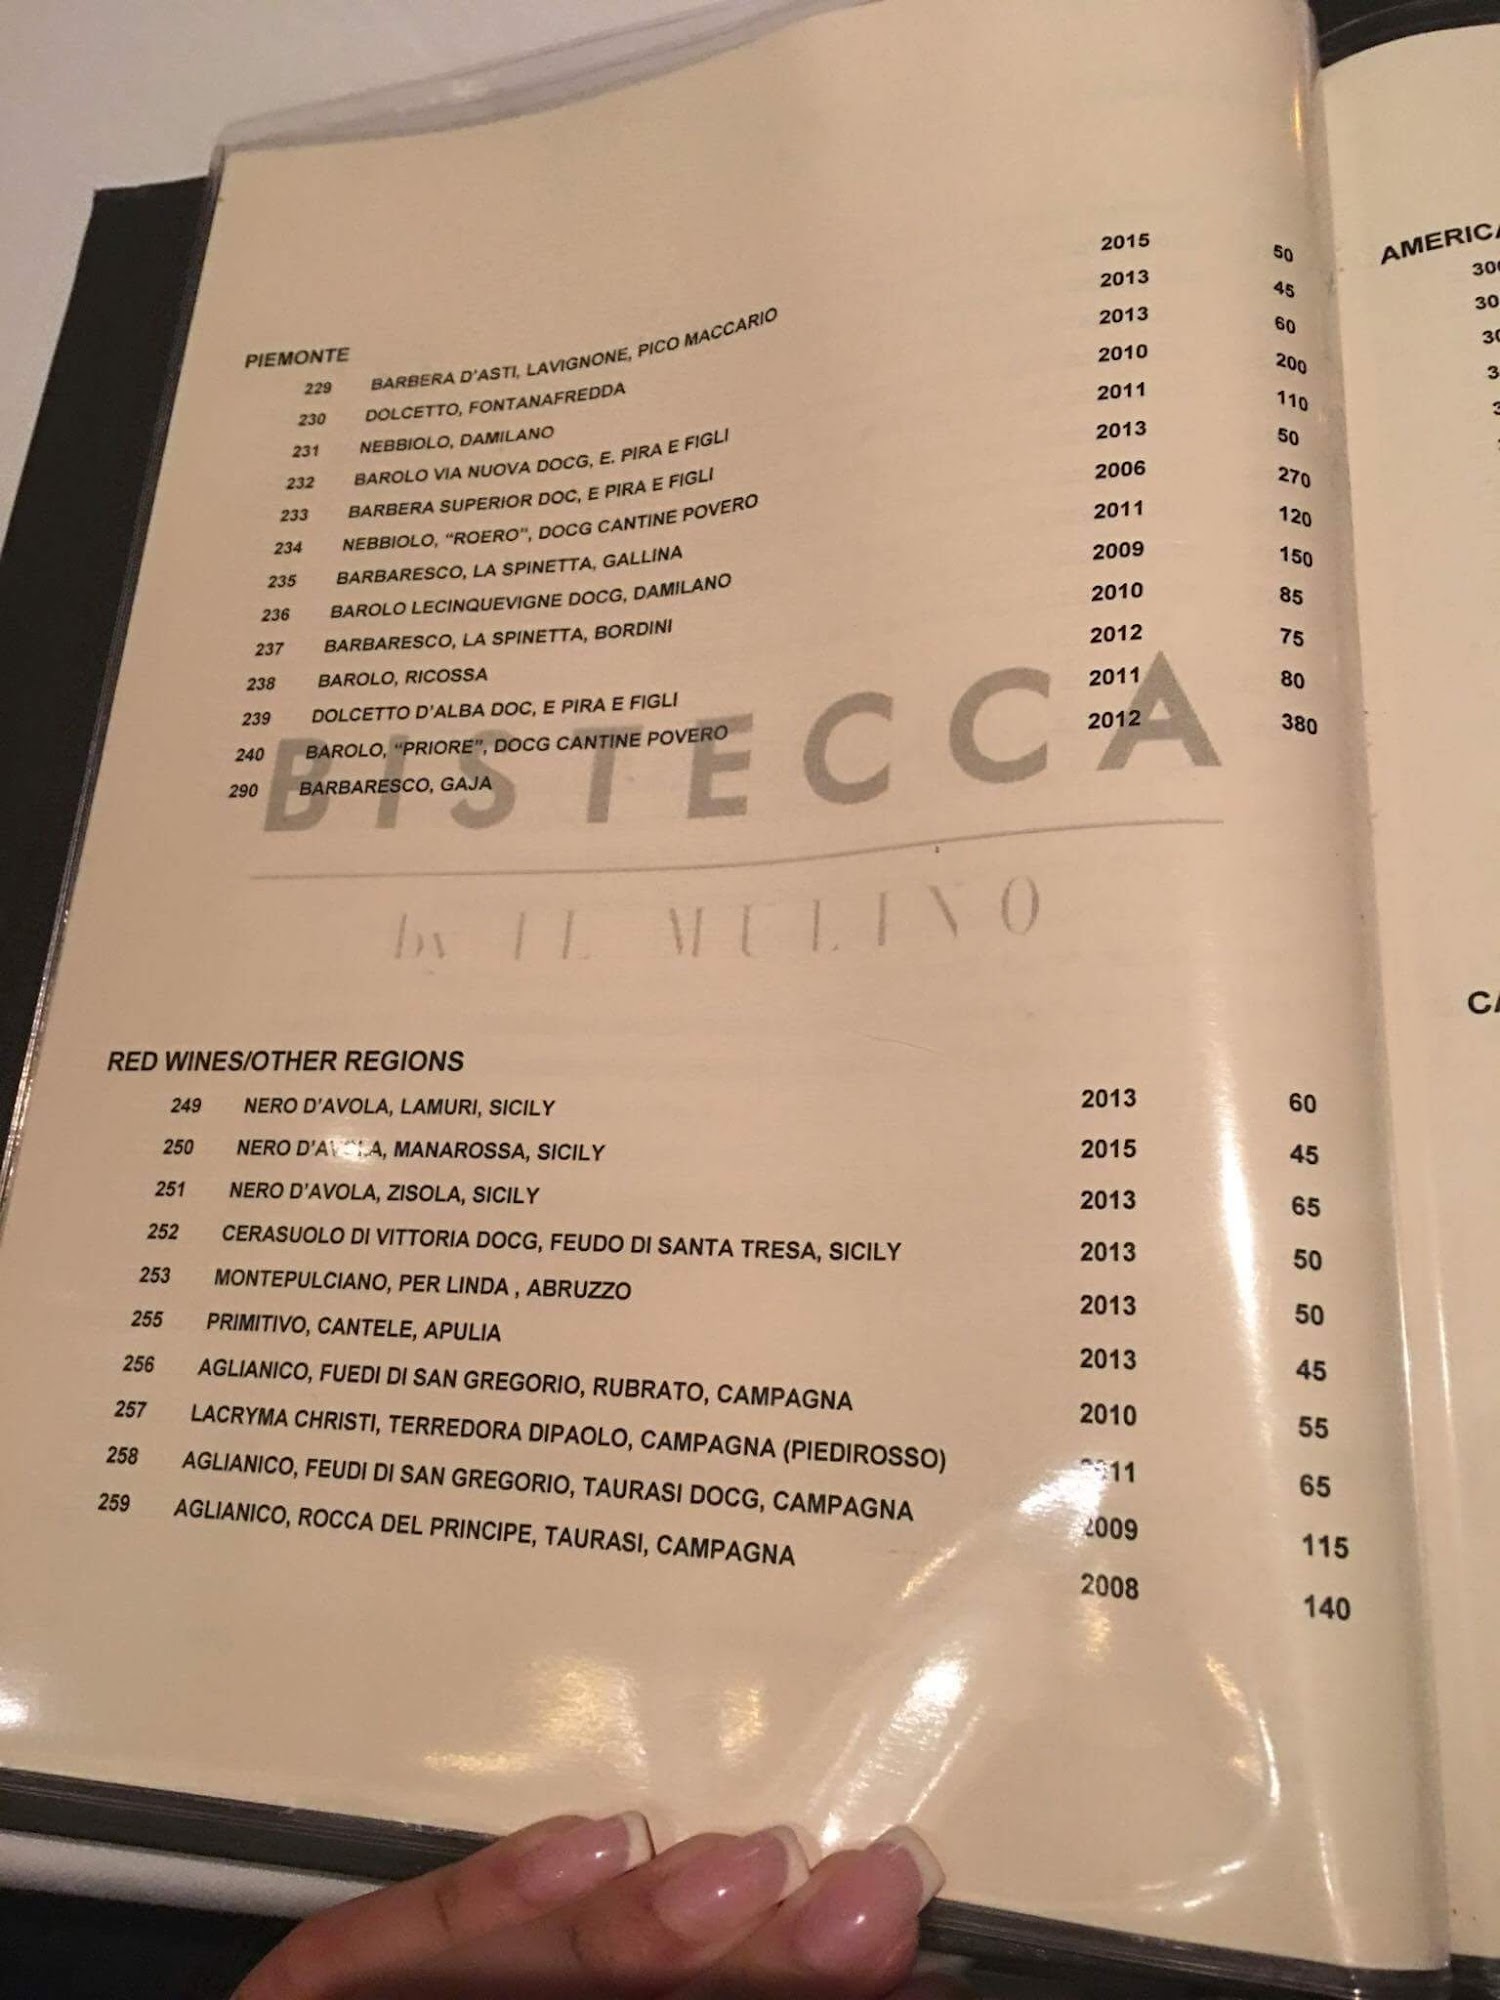 PIEMONTE
229 BARBERA D'ASTI, LAVIGNONE, PICO MACCARIO 2015 50
230 DOLCETTO, FONTANAFREDDA 2013 45
231 NEBBIOLO, DAMILANO 2013 60
232 BAROLO VIA NUOVA DOCG, E. PIRA E FIGLI 2010 200
233 BARBERA SUPERIOR DOC, E PIRA E FIGLI 2011 110
234 NEBBIOLO, "ROERO", DOCG CANTINE POVERO 2013 50
235 BARBARESCO, LA SPINETTA, GALLINA 2006 270
236 BAROLO LECINQUEVIGNE DOCG, DAMILANO 2011 120
237 BARBARESCO, LA SPINETTA, BORDINI 2009 150
238 BAROLO, RICOSSA 2010 85
239 DOLCETTO D'ALBA DOC, E PIRA E FIGLI 2012 75
240 BAROLO, "PRIORE", DOCG CANTINE POVERO 2011 80
290 BARBARESCO, GAJA 2012 380
BISTECCA
by IL MULINO
RED WINES/OTHER REGIONS
249 NERO D'AVOLA, LAMURI, SICILY 2013 60
250 NERO D'AVOLA, MANAROSSA, SICILY 2015 45
251 NERO D'AVOLA, ZISOLA, SICILY 2013 65
252 CERASUOLO DI VITTORIA DOCG, FEUDO DI SANTA TRESA, SICILY 2013 50
253 MONTEPULCIANO, PER LINDA , ABRUZZO 2013 50
255 PRIMITIVO, CANTELE, APULIA 2013 45
256 AGLIANICO, FUEDI DI SAN GREGORIO, RUBRATO, CAMPAGNA 2010 55
257 LACRYMA CHRISTI, TERREDORA DIPAOLO, CAMPAGNA (PIEDIROSSO) 2011 65
258 AGLIANICO, FEUDI DI SAN GREGORIO, TAURASI DOCG, CAMPAGNA 2009 115
259 AGLIANICO, ROCCA DEL PRINCIPE, TAURASI, CAMPAGNA 2008 140